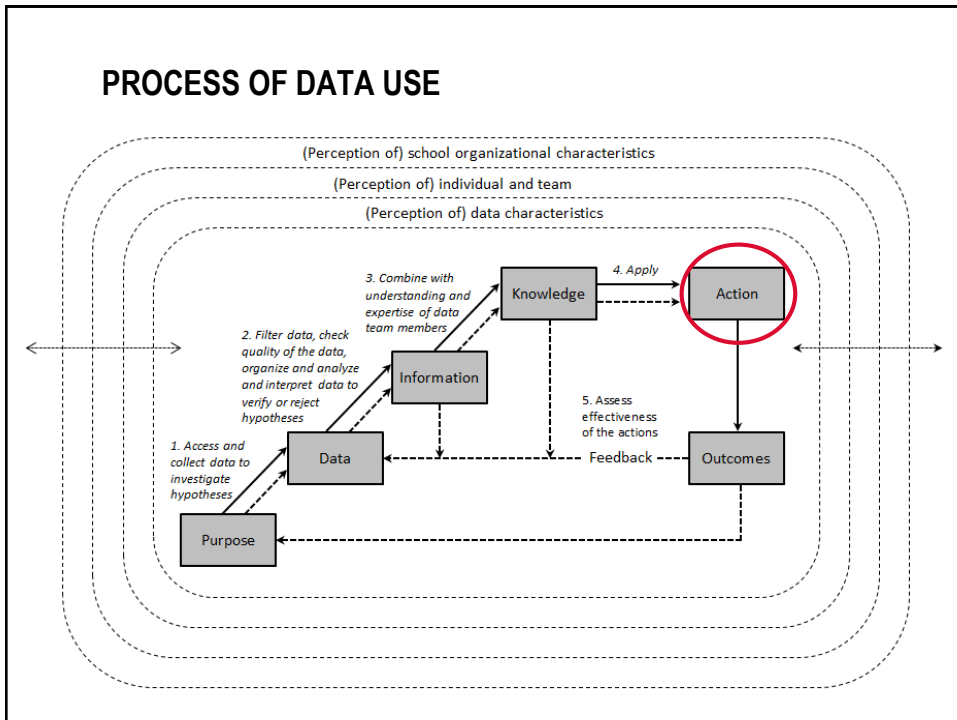 PROCESS OF DATA USE
(Perception of) school organizational characteristics
(Perception of) individual and team
(Perception of) data characteristics
3. Combine with
understanding and
expertise of data
team members
Knowledge
4. Apply
Action
2. Filter data, check
quality of the data,
organize and analyze
and interpret data to
verify or reject
hypotheses
Information
5. Assess
effectiveness
of the actions
1. Access and
collect data to
investigate
hypotheses
Data
Feedback
Outcomes
Purpose